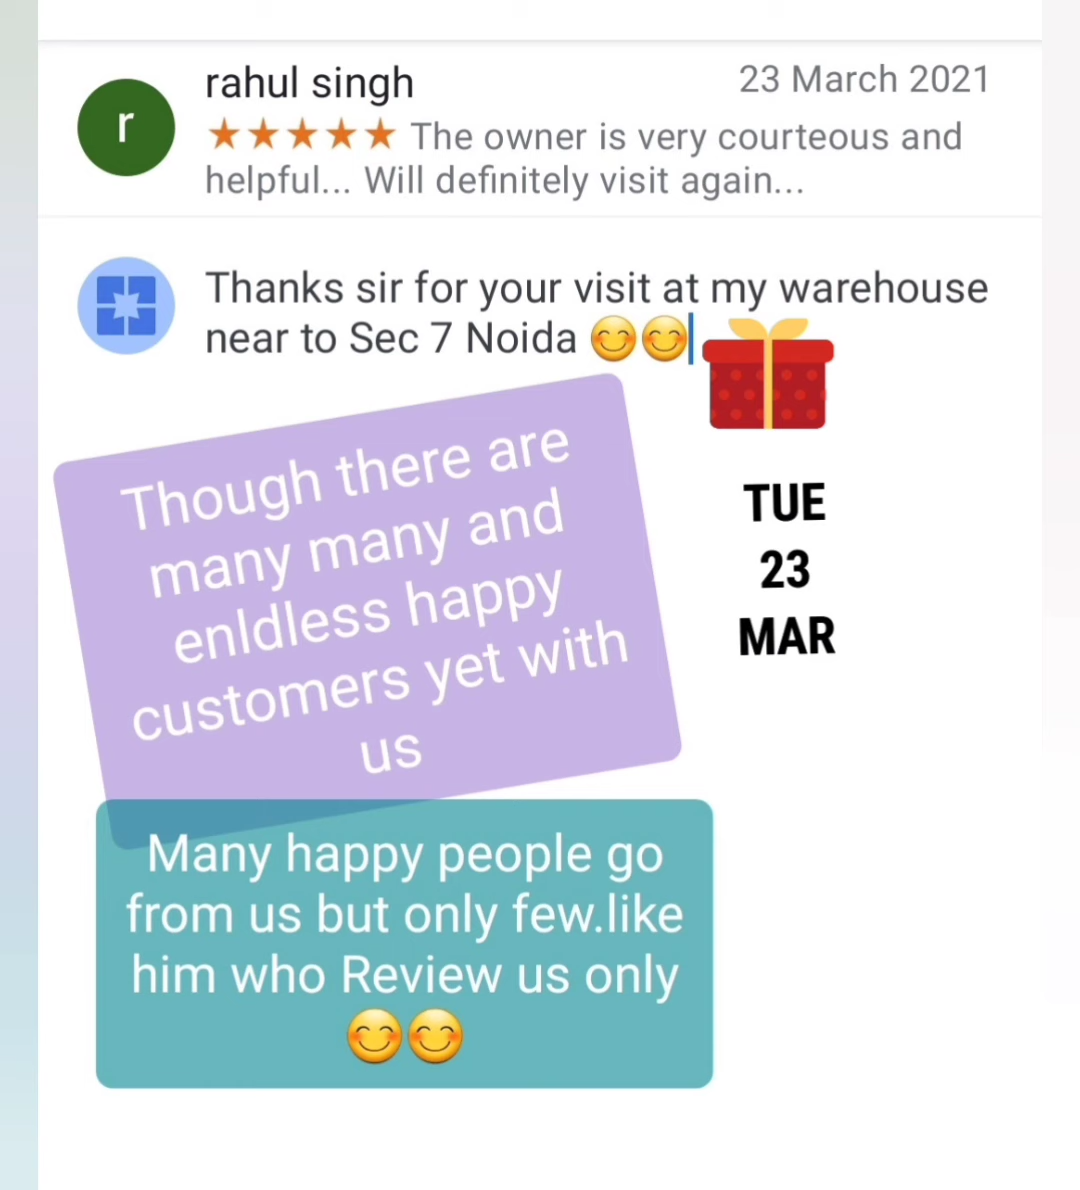 rahul singh
23 March 2021
r
★★★★★ The owner is very courteous and
helpful... Will definitely visit again...
Thanks sir for your visit at my warehouse
near to Sec 7 Noida 😊😊
Though there are
many many and
enldless happy
customers yet with
us
TUE
23
MAR
Many happy people go
from us but only few.like
him who Review us only
😊😊